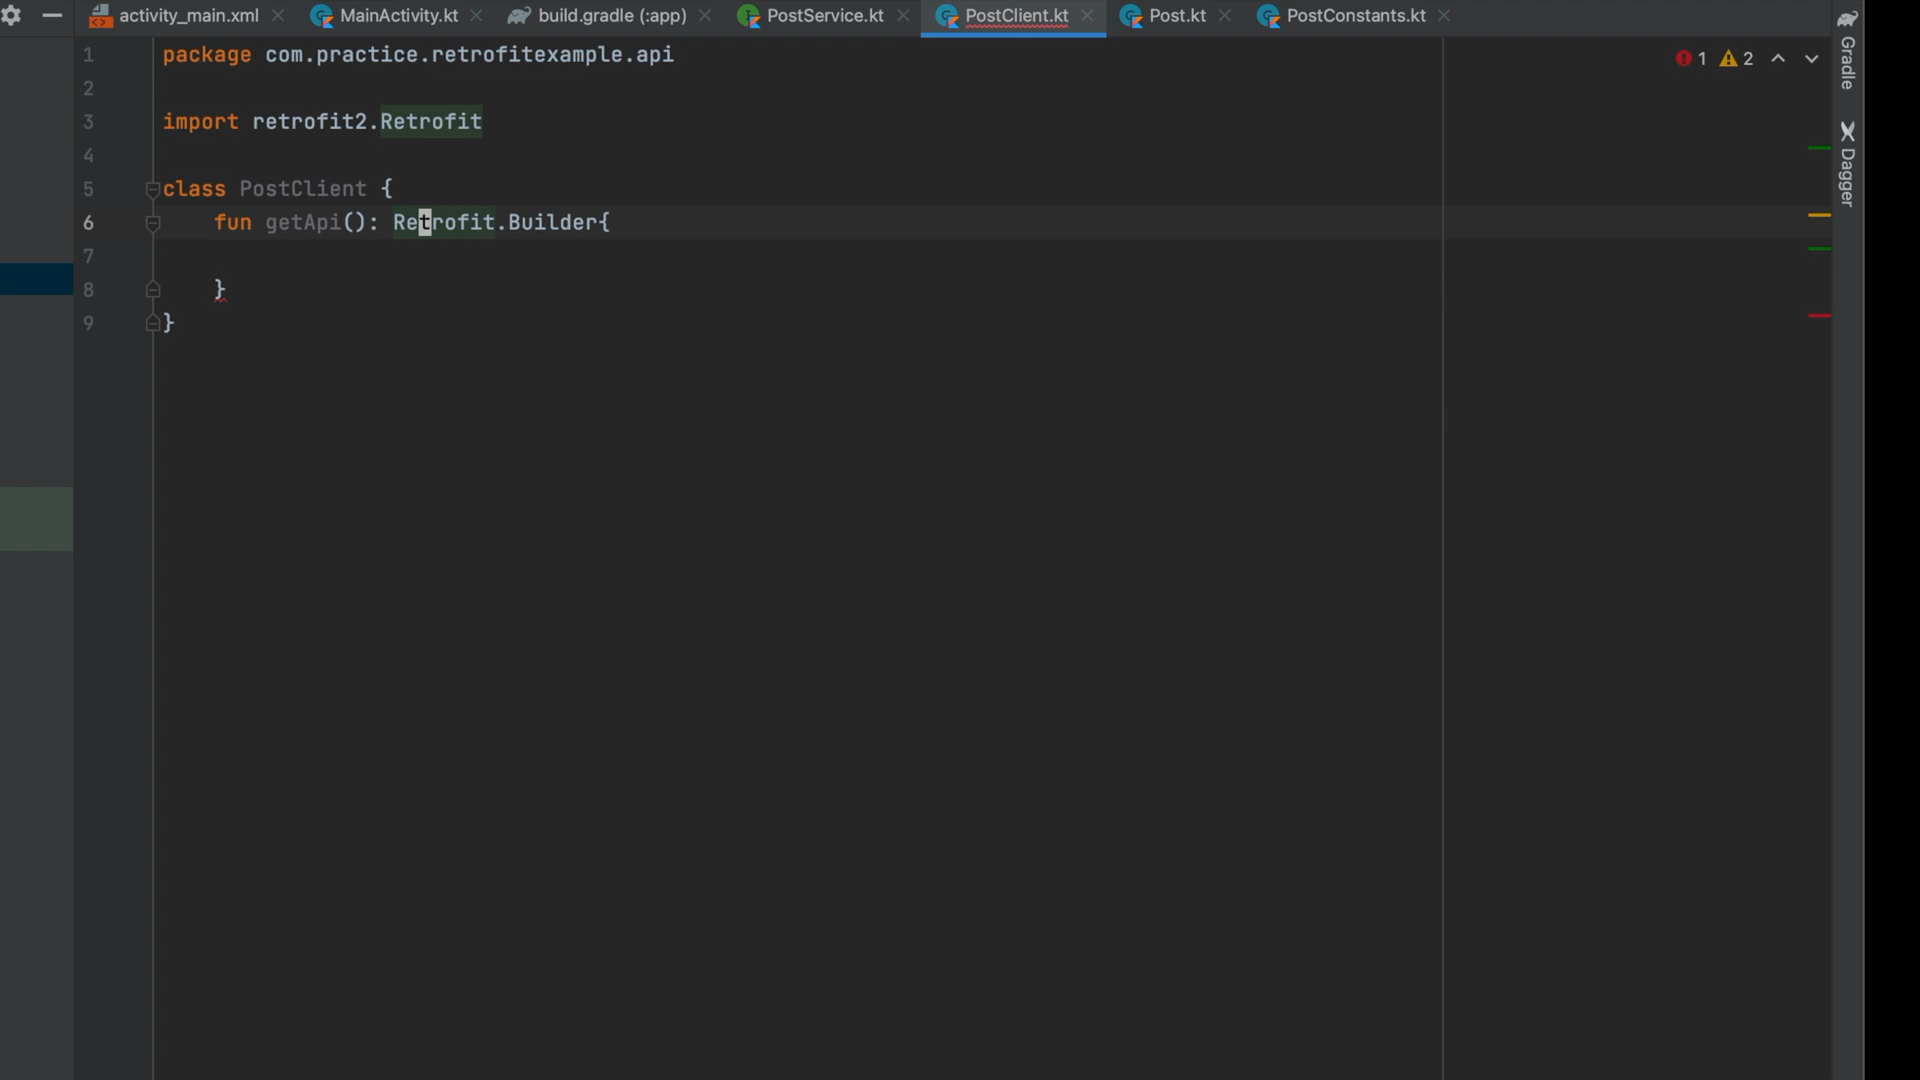 activity_main.xml MainActivity.kt build.gradle (:app) PostService.kt PostClient.kt Post.kt PostConstants.kt
1 package com.practice.retrofitexample.api
2
3 import retrofit2.Retrofit
4
5 class PostClient {
6 fun getApi(): Retrofit.Builder{
7
8 }
9 }
1 2
Gradle
Dagger